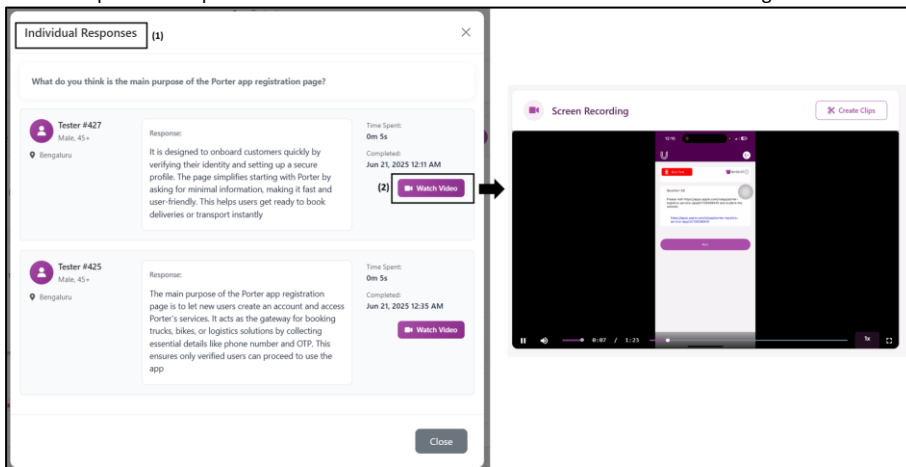 Individual Responses
(1)
What do you think is the main purpose of the Porter app registration page?
Tester #427
Male, 45+
Bengaluru
Response:
It is designed to onboard customers quickly by
verifying their identity and setting up a secure
profile. The page simplifies starting with Porter by
asking for minimal information, making it fast and
user-friendly. This helps users get ready to book
deliveries or transport instantly
Time Spent:
0m 5s
Completed:
Jun 21, 2025 12:11 AM
(2)
Watch Video
Tester #425
Male, 45+
Bengaluru
Response:
The main purpose of the Porter app registration
page is to let new users create an account and access
Porter's services. It acts as the gateway for booking
trucks, bikes, or logistics solutions by collecting
essential details like phone number and OTP. This
ensures only verified users can proceed to use the
app
Time Spent:
0m 5s
Completed:
Jun 21, 2025 12:35 AM
Watch Video
Close
Screen Recording
Create Clips
0:07 / 1:23
1x